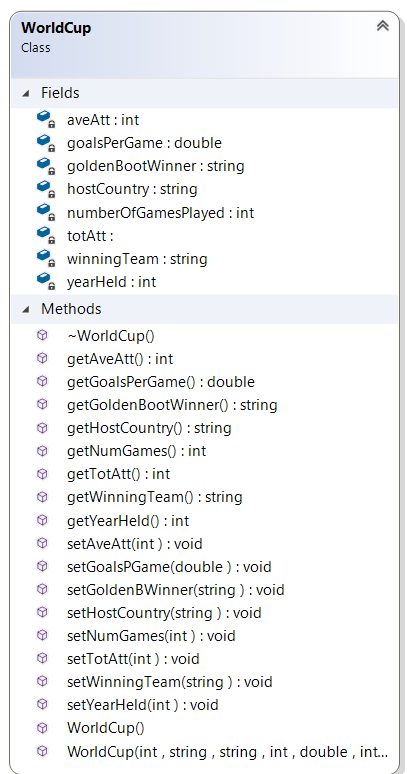 WorldCup
Class
Fields
aveAtt : int
goalsPerGame : double
goldenBootWinner : string
hostCountry : string
numberOfGamesPlayed : int
totAtt :
winningTeam : string
yearHeld : int
Methods
~WorldCup()
getAveAtt() : int
getGoalsPerGame() : double
getGoldenBootWinner() : string
getHostCountry() : string
getNumGames() : int
getTotAtt() : int
getWinningTeam() : string
getYearHeld() : int
setAveAtt(int ) : void
setGoalsPGame(double ) : void
setGoldenBWinner(string ) : void
setHostCountry(string ) : void
setNumGames(int ) : void
setTotAtt(int ) : void
setWinningTeam(string ) : void
setYearHeld(int ) : void
WorldCup()
WorldCup(int , string , string , int , double , int...